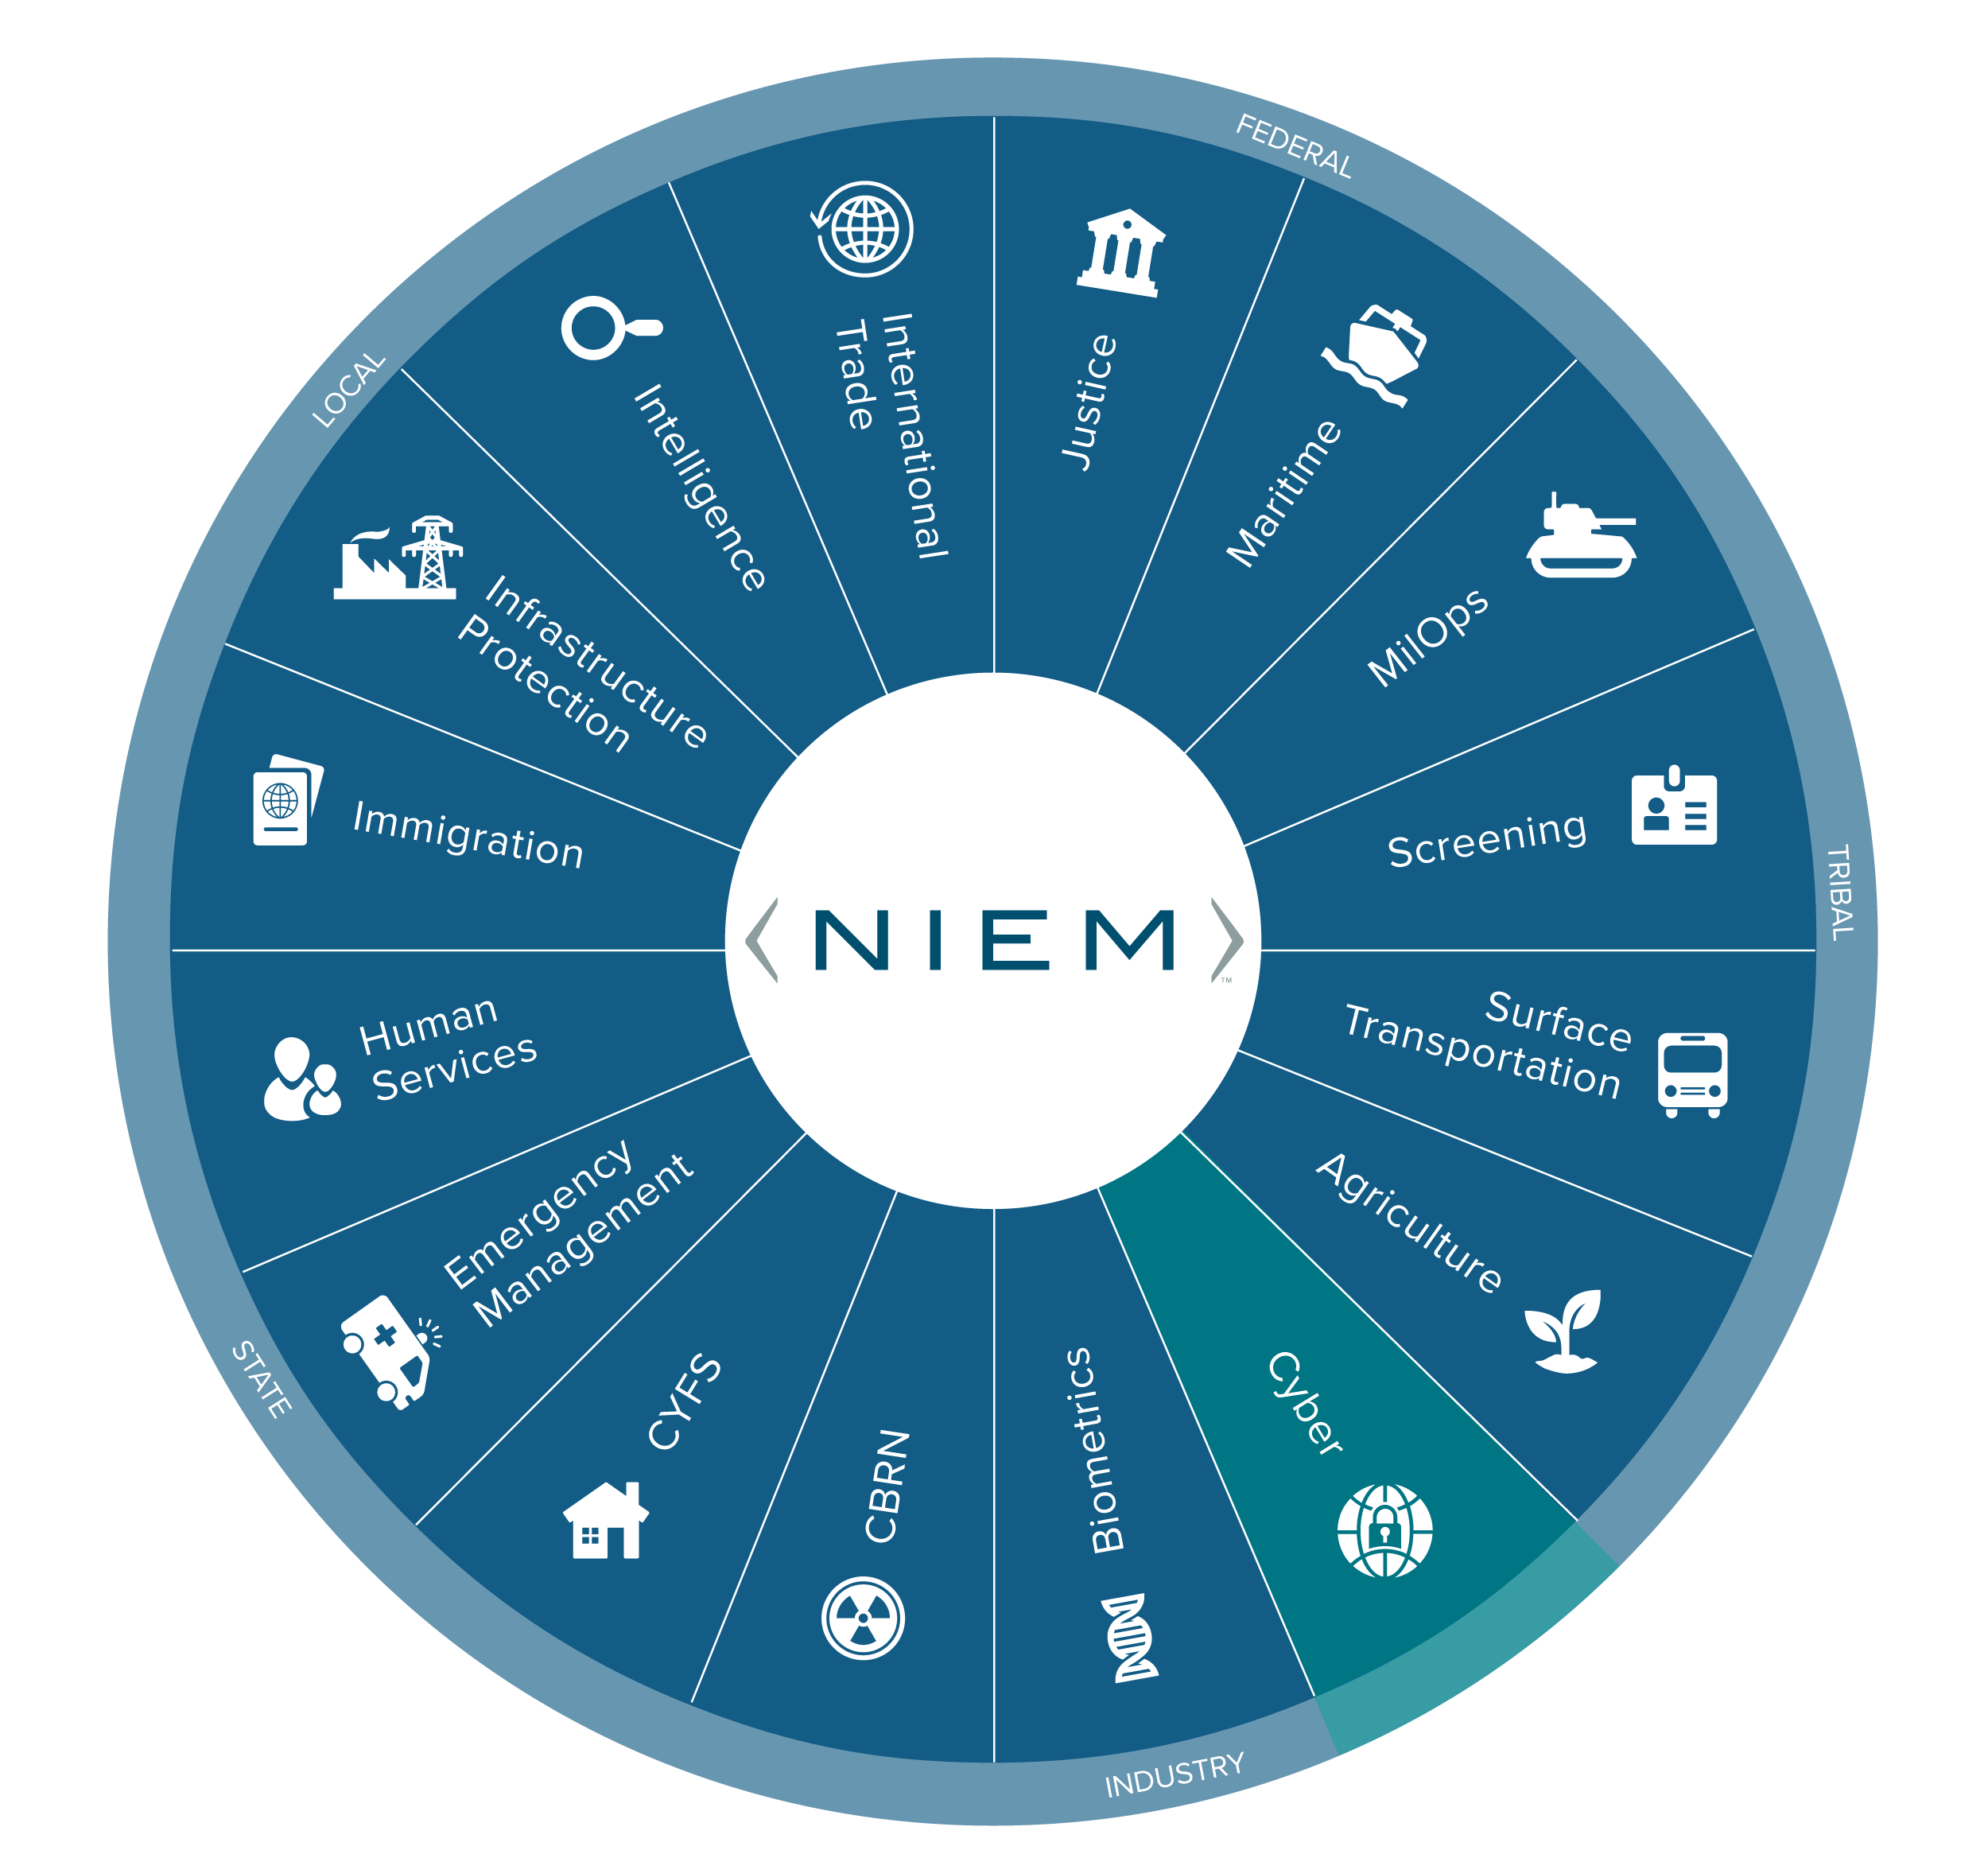 FEDERAL
TRIBAL
INDUSTRY
STATE
LOCAL
Justice
Maritime
MilOps
Screening
Surface
Transportation
Agriculture
Cyber
Biometrics
CBRN
CYFS
Emergency
Management
Human
Services
Immigration
Infrastructure
Protection
Intelligence
International
Trade
NIEM
TM